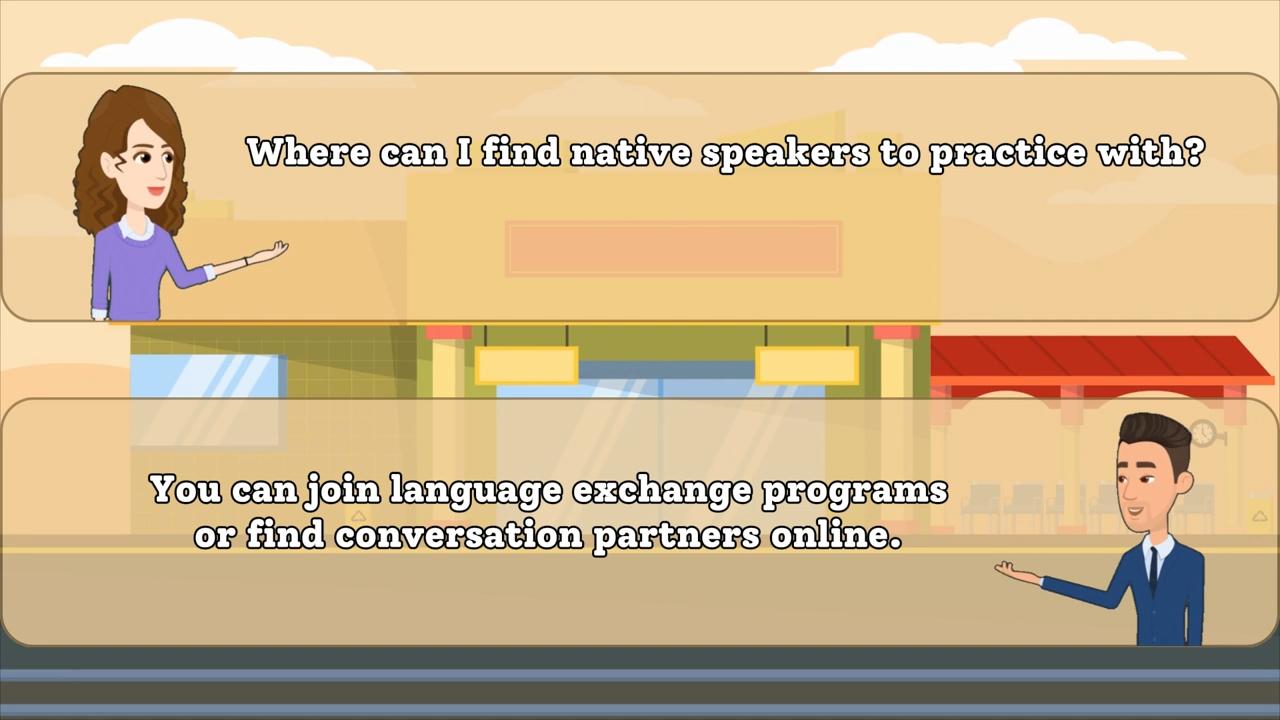 Where can I find native speakers to practice with?
You can join language exchange programs
or find conversation partners online.